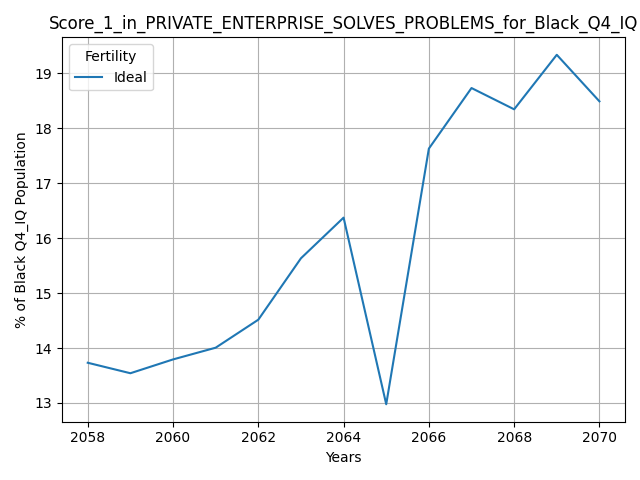 Score_1_in_PRIVATE_ENTERPRISE_SOLVES_PROBLEMS_for_Black_Q4_IQ
Fertility
Ideal
% of Black Q4_IQ Population
19
18
17
16
15
14
13
2058 2060 2062 2064 2066 2068 2070
Years